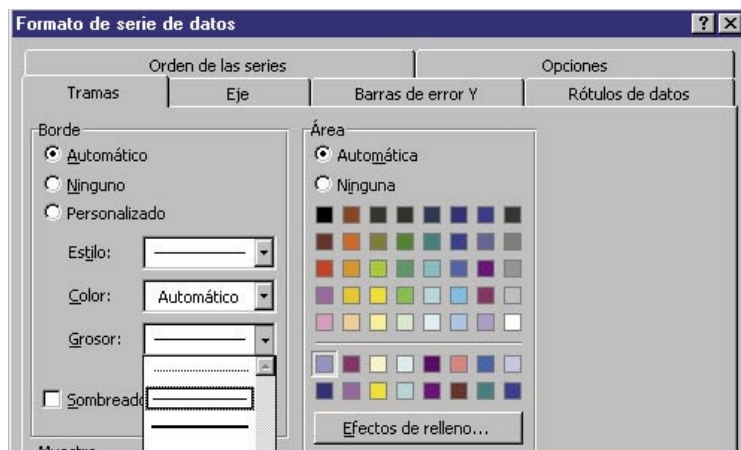 Formato de serie de datos
Orden de las series
Opciones
Tramas
Eje
Barras de error Y
Rótulos de datos
Borde
Automático
Ninguno
Personalizado
Estilo:
Color:
Automático
Grosor:
Sombreado
Área
Automática
Ninguna
Efectos de relleno...
Muestra